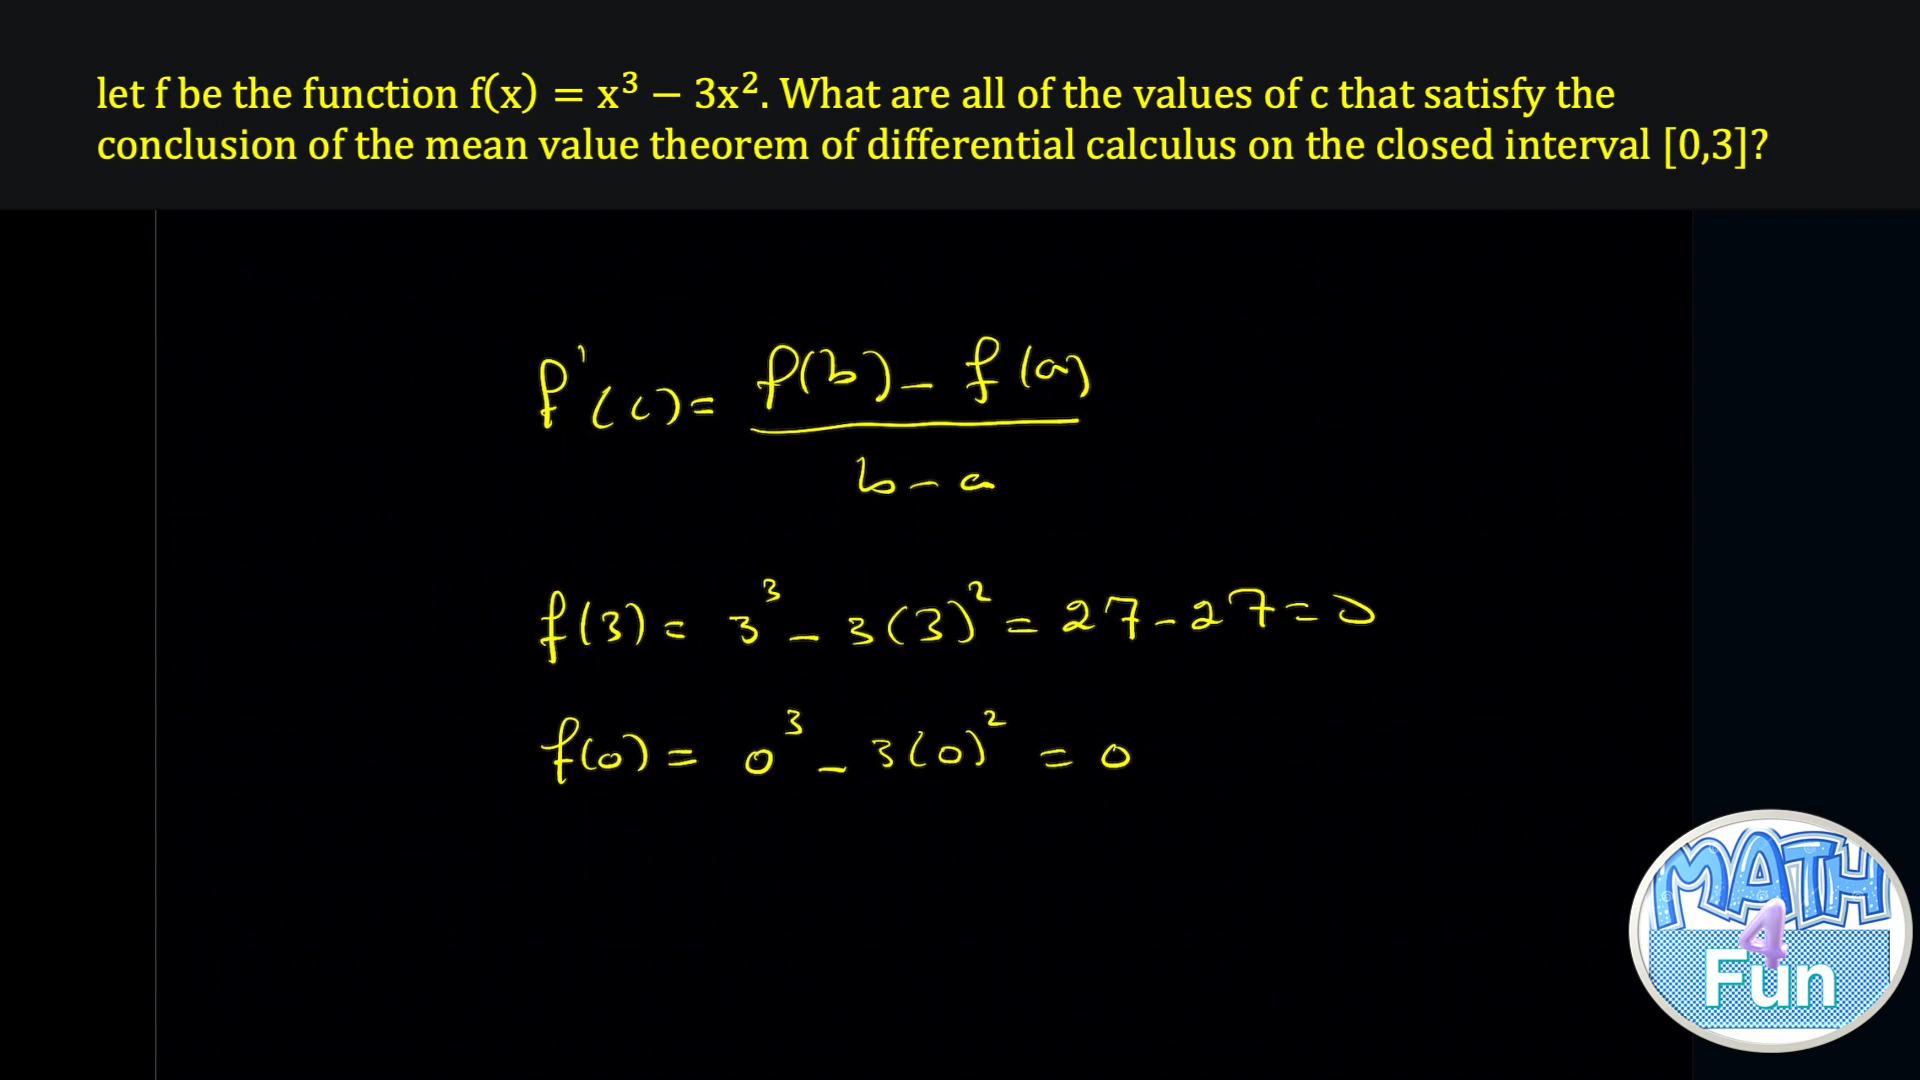 let f be the function f(x) = x³ − 3x². What are all of the values of c that satisfy the
conclusion of the mean value theorem of differential calculus on the closed interval [0,3]?
f'(c) = f(b) - f(a)
b - a
f(3) = 3³ - 3(3)² = 27 - 27 = 0
f(0) = 0³ - 3(0)² = 0
MATH
4
Fun